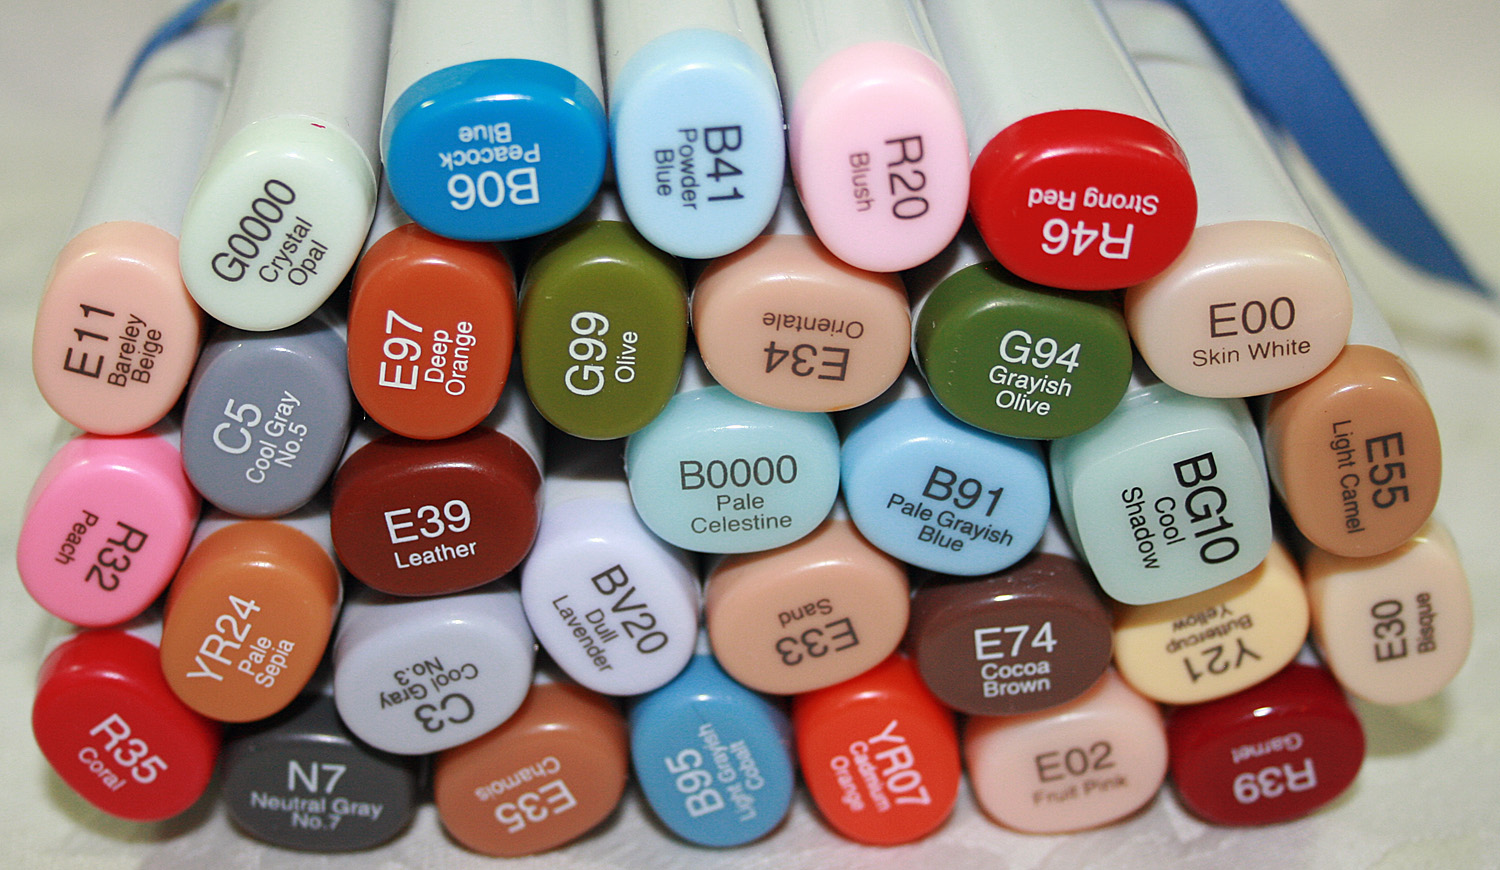 G0000
Crystal
Opal
B06
Peacock
Blue
B41
Powder
Blue
R20
Blush
R46
Strong Red
E11
Bareley
Beige
E97
Deep
Orange
G99
Olive
E34
Orientale
G94
Grayish
Olive
E00
Skin White
C5
Cool Gray
No.5
E39
Leather
B0000
Pale
Celestine
B91
Pale Grayish
Blue
BG10
Cool
Shadow
E55
Light Camel
R32
Peach
YR24
Pale
Sepia
C3
Cool Gray
No.3
BV20
Dull
Lavender
E33
Sand
E74
Cocoa
Brown
Y21
Buttercup
Yellow
E30
Bisque
R35
Coral
N7
Neutral Gray
No.7
E35
Chamois
B95
Light Grayish
Cobalt
YR07
Cadmium
Orange
E02
Fruit Pink
R39
Garnet